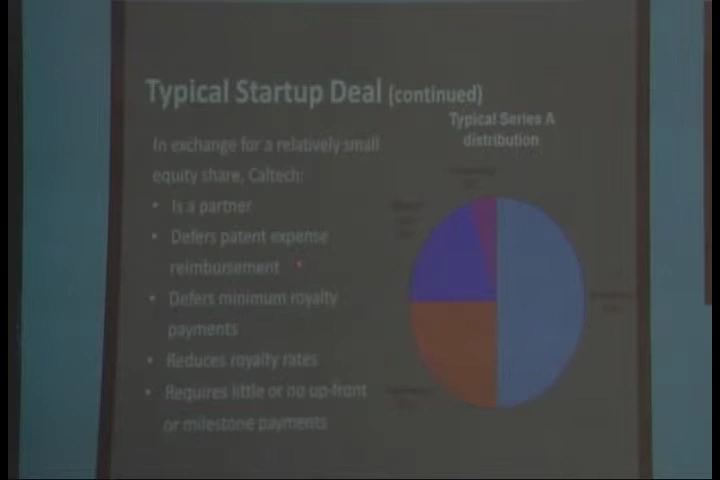 Typical Startup Deal (continued)
In exchange for a relatively small
equity share, Caltech:
• Is a partner
• Defers patent expense
reimbursement
• Defers minimum royalty
payments
• Reduces royalty rates
• Requires little or no up-front
or milestone payments
Typical Series A
distribution